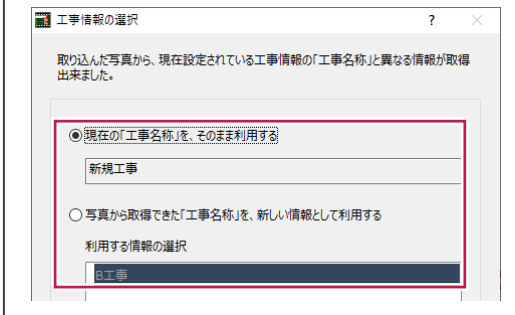 工事情報の選択 ? ×
取り込んだ写真から、現在設定されている工事情報の「工事名称」と異なる情報が取得
出来ました。
現在の「工事名称」を、そのまま利用する
新規工事
写真から取得できた「工事名称」を、新しい情報として利用する
利用する情報の選択
B工事